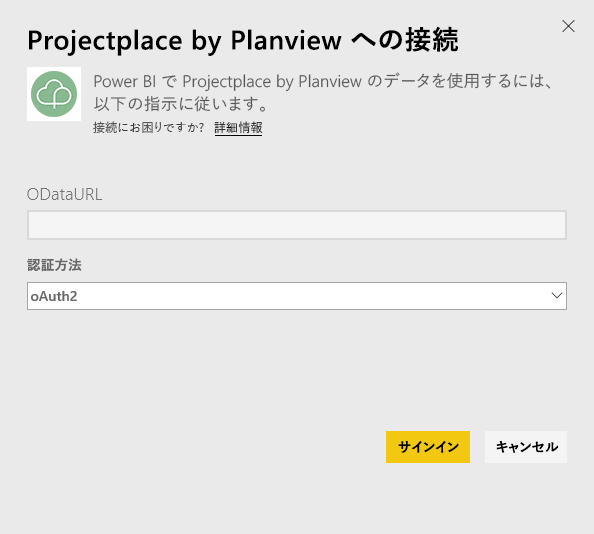 Projectplace by Planview への接続
Power BI で Projectplace by Planview のデータを使用するには、
以下の指示に従います。
接続にお困りですか? 詳細情報
ODataURL
認証方法
oAuth2
サインイン キャンセル